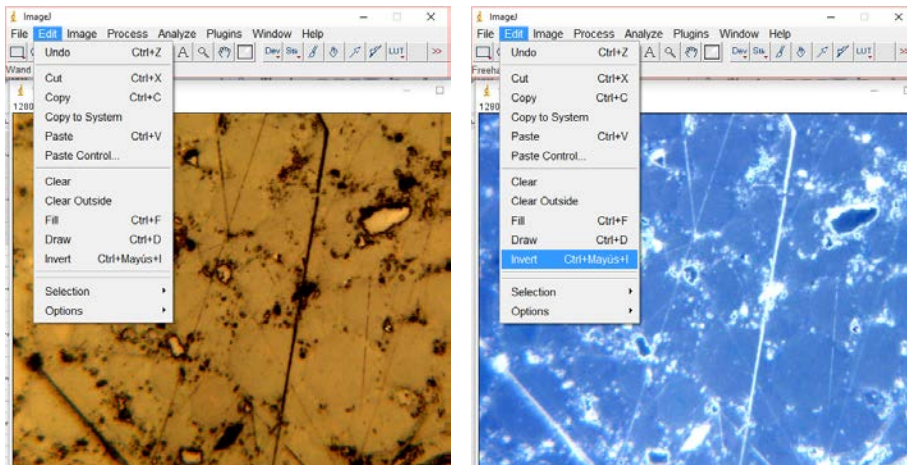 ImageJ
File Edit Image Process Analyze Plugins Window Help
A Dev Stk LUT >>
Wand
1280
Undo Ctrl+Z
Cut Ctrl+X
Copy Ctrl+C
Copy to System
Paste Ctrl+V
Paste Control...
Clear
Clear Outside
Fill Ctrl+F
Draw Ctrl+D
Invert Ctrl+Mayús+I
Selection
Options
ImageJ
File Edit Image Process Analyze Plugins Window Help
A Dev Stk LUT >>
Freeha
1280
Undo Ctrl+Z
Cut Ctrl+X
Copy Ctrl+C
Copy to System
Paste Ctrl+V
Paste Control...
Clear
Clear Outside
Fill Ctrl+F
Draw Ctrl+D
Invert Ctrl+Mayús+I
Selection
Options